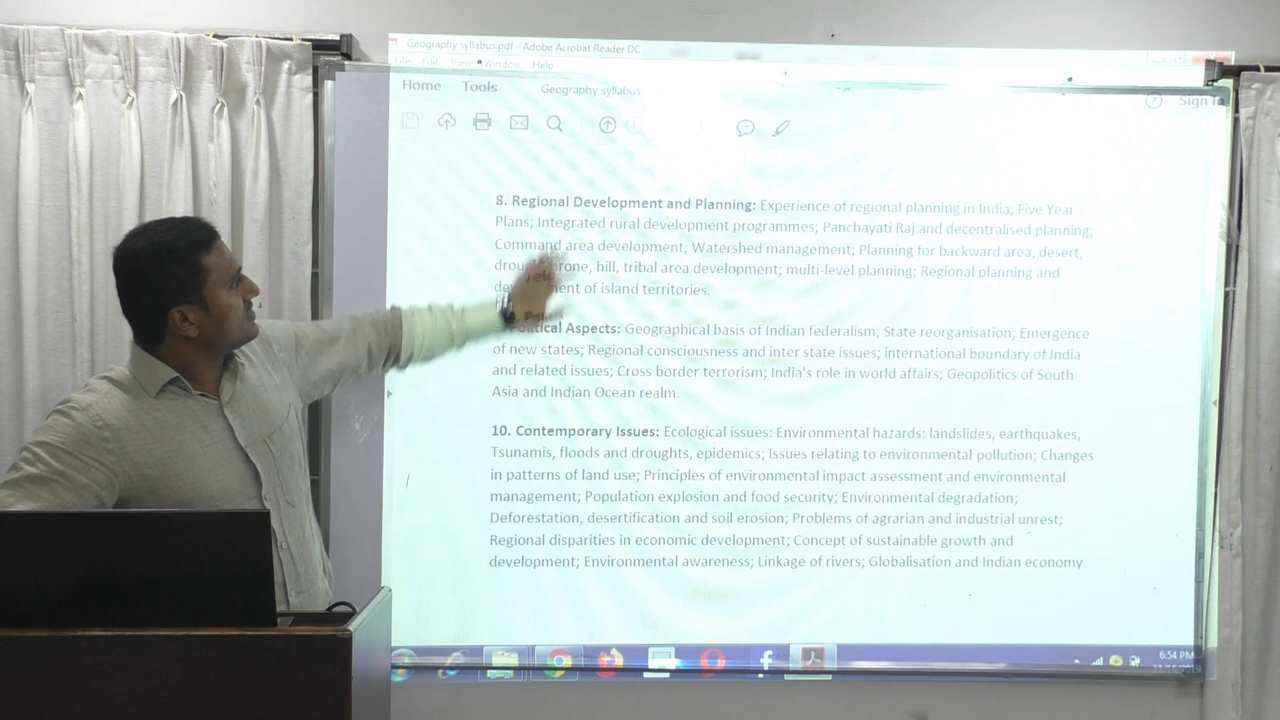 Geography syllabus.pdf - Adobe Acrobat Reader DC
File Edit View Window Help
Home Tools Geography syllabus
Sign In
8. Regional Development and Planning: Experience of regional planning in India; Five Year
Plans; Integrated rural development programmes; Panchayati Raj and decentralised planning;
Command area development; Watershed management; Planning for backward area, desert,
hill, tribal area development; multi-level planning; Regional planning and
of island territories.
Aspects: Geographical basis of Indian federalism; State reorganisation; Emergence
of new states; Regional consciousness and inter state issues; international boundary of India
and related issues; Cross border terrorism; India's role in world affairs; Geopolitics of South
Asia and Indian Ocean realm.
10. Contemporary Issues: Ecological issues: Environmental hazards: landslides, earthquakes,
Tsunamis, floods and droughts, epidemics; Issues relating to environmental pollution; Changes
in patterns of land use; Principles of environmental impact assessment and environmental
management; Population explosion and food security; Environmental degradation;
Deforestation, desertification and soil erosion; Problems of agrarian and industrial unrest;
Regional disparities in economic development; Concept of sustainable growth and
development; Environmental awareness; Linkage of rivers; Globalisation and Indian economy.
6:54 PM